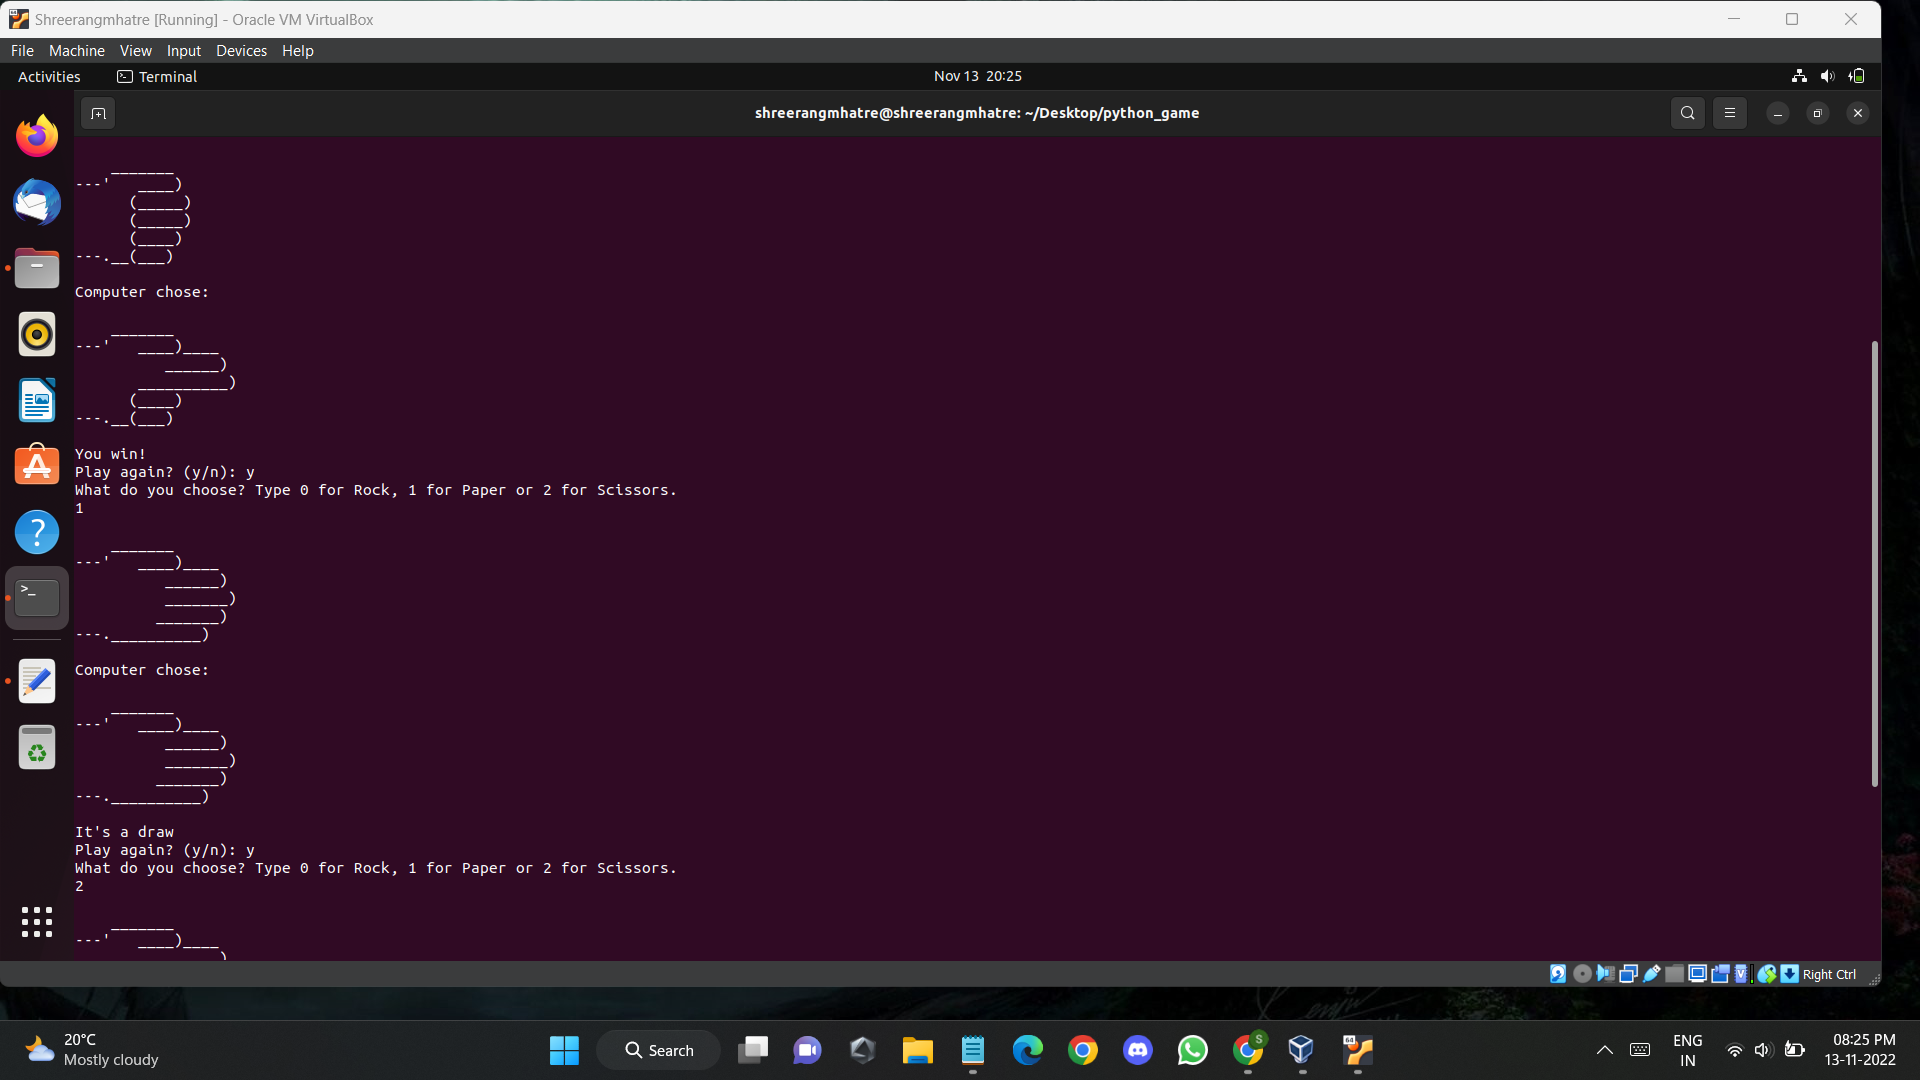 Shreerangmhatre [Running] - Oracle VM VirtualBox
File Machine View Input Devices Help
Activities Terminal Nov 13 20:25
shreerangmhatre@shreerangmhatre: ~/Desktop/python_game
    _______
---'   ____)
      (_____)
      (_____)
      (____)
---.__(___)
Computer chose:
    _______
---'   ____)____
          ______)
       __________)
      (____)
---.__(___)
You win!
Play again? (y/n): y
What do you choose? Type 0 for Rock, 1 for Paper or 2 for Scissors.
1
    _______
---'   ____)____
          ______)
          _______)
         _______)
---.__________)
Computer chose:
    _______
---'   ____)____
          ______)
          _______)
         _______)
---.__________)
It's a draw
Play again? (y/n): y
What do you choose? Type 0 for Rock, 1 for Paper or 2 for Scissors.
2
    _______
---'   ____)____
                )
Right Ctrl
20°C
Mostly cloudy
Search
ENG
IN
08:25 PM
13-11-2022